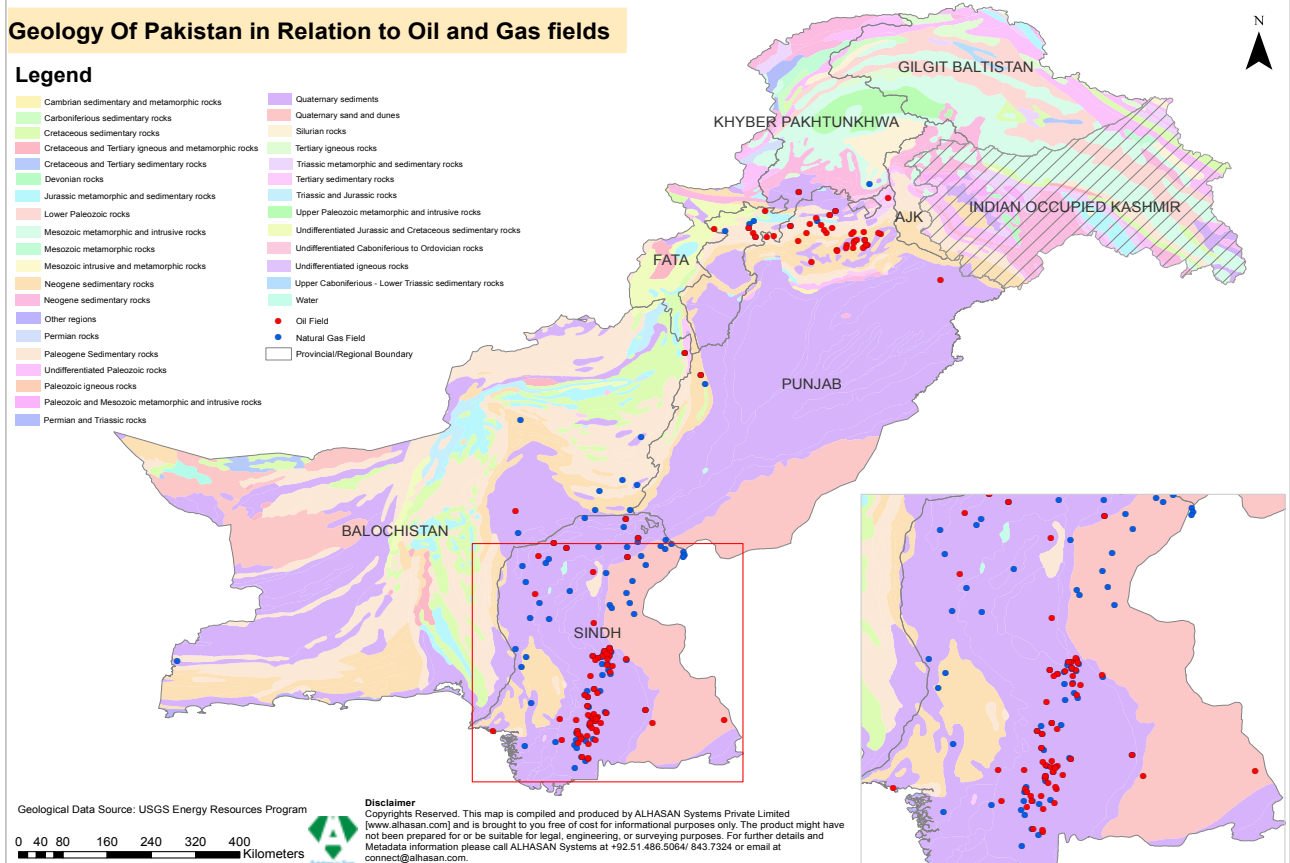 Geology Of Pakistan in Relation to Oil and Gas fields
Legend
Cambrian sedimentary and metamorphic rocks
Carboniferious sedimentary rocks
Cretaceous sedimentary rocks
Cretaceous and Tertiary igneous and metamorphic rocks
Cretaceous and Tertiary sedimentary rocks
Devonian rocks
Jurassic metamorphic and sedimentary rocks
Lower Paleozoic rocks
Mesozoic metamorphic and intrusive rocks
Mesozoic metamorphic rocks
Mesozoic intrusive and metamorphic rocks
Neogene sedimentary rocks
Neogene sedimentary rocks
Other regions
Permian rocks
Paleogene Sedimentary rocks
Undifferentiated Paleozoic rocks
Paleozoic igneous rocks
Paleozoic and Mesozoic metamorphic and intrusive rocks
Permian and Triassic rocks
Quaternary sediments
Quaternary sand and dunes
Silurian rocks
Tertiary igneous rocks
Triassic metamorphic and sedimentary rocks
Tertiary sedimentary rocks
Triassic and Jurassic rocks
Upper Paleozoic metamorphic and intrusive rocks
Undifferentiated Jurassic and Cretaceous sedimentary rocks
Undifferentiated Caboniferious to Ordovician rocks
Undifferentiated igneous rocks
Upper Caboniferious - Lower Triassic sedimentary rocks
Water
Oil Field
Natural Gas Field
Provincial/Regional Boundary
N
GILGIT BALTISTAN
KHYBER PAKHTUNKHWA
INDIAN OCCUPIED KASHMIR
AJK
FATA
PUNJAB
BALOCHISTAN
SINDH
Geological Data Source: USGS Energy Resources Program
0 40 80 160 240 320 400
Kilometers
Disclaimer
Copyrights Reserved. This map is compiled and produced by ALHASAN Systems Private Limited
[www.alhasan.com] and is brought to you free of cost for informational purposes only. The product might have
not been prepared for or be suitable for legal, engineering, or surveying purposes. For further details and
Metadata information please call ALHASAN Systems at +92.51.486.5064/ 843.7324 or email at
connect@alhasan.com.